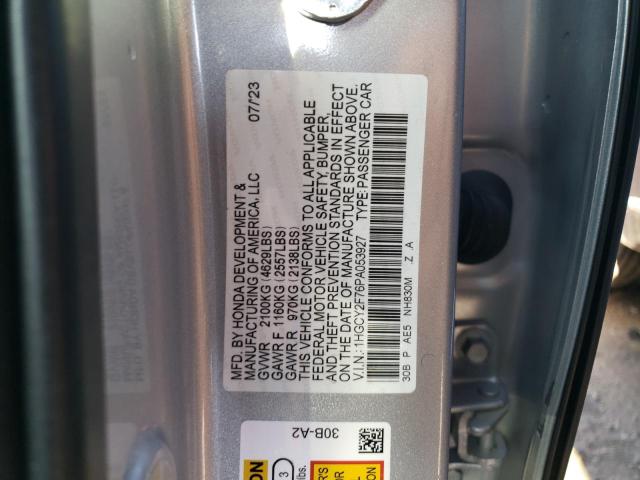 MFD. BY HONDA DEVELOPMENT & 07/23
MANUFACTURING OF AMERICA, LLC
GVWR 2100KG (4629LBS)
GAWR F 1160KG (2557LBS)
GAWR R 970KG (2138LBS)
THIS VEHICLE CONFORMS TO ALL APPLICABLE
FEDERAL MOTOR VEHICLE SAFETY, BUMPER,
AND THEFT PREVENTION STANDARDS IN EFFECT
ON THE DATE OF MANUFACTURE SHOWN ABOVE.
V.I.N.: 1HGCY2F76PA053927 TYPE: PASSENGER CAR
30B P AE5 NH830M .Z .A
30B-A2
3
lbs.